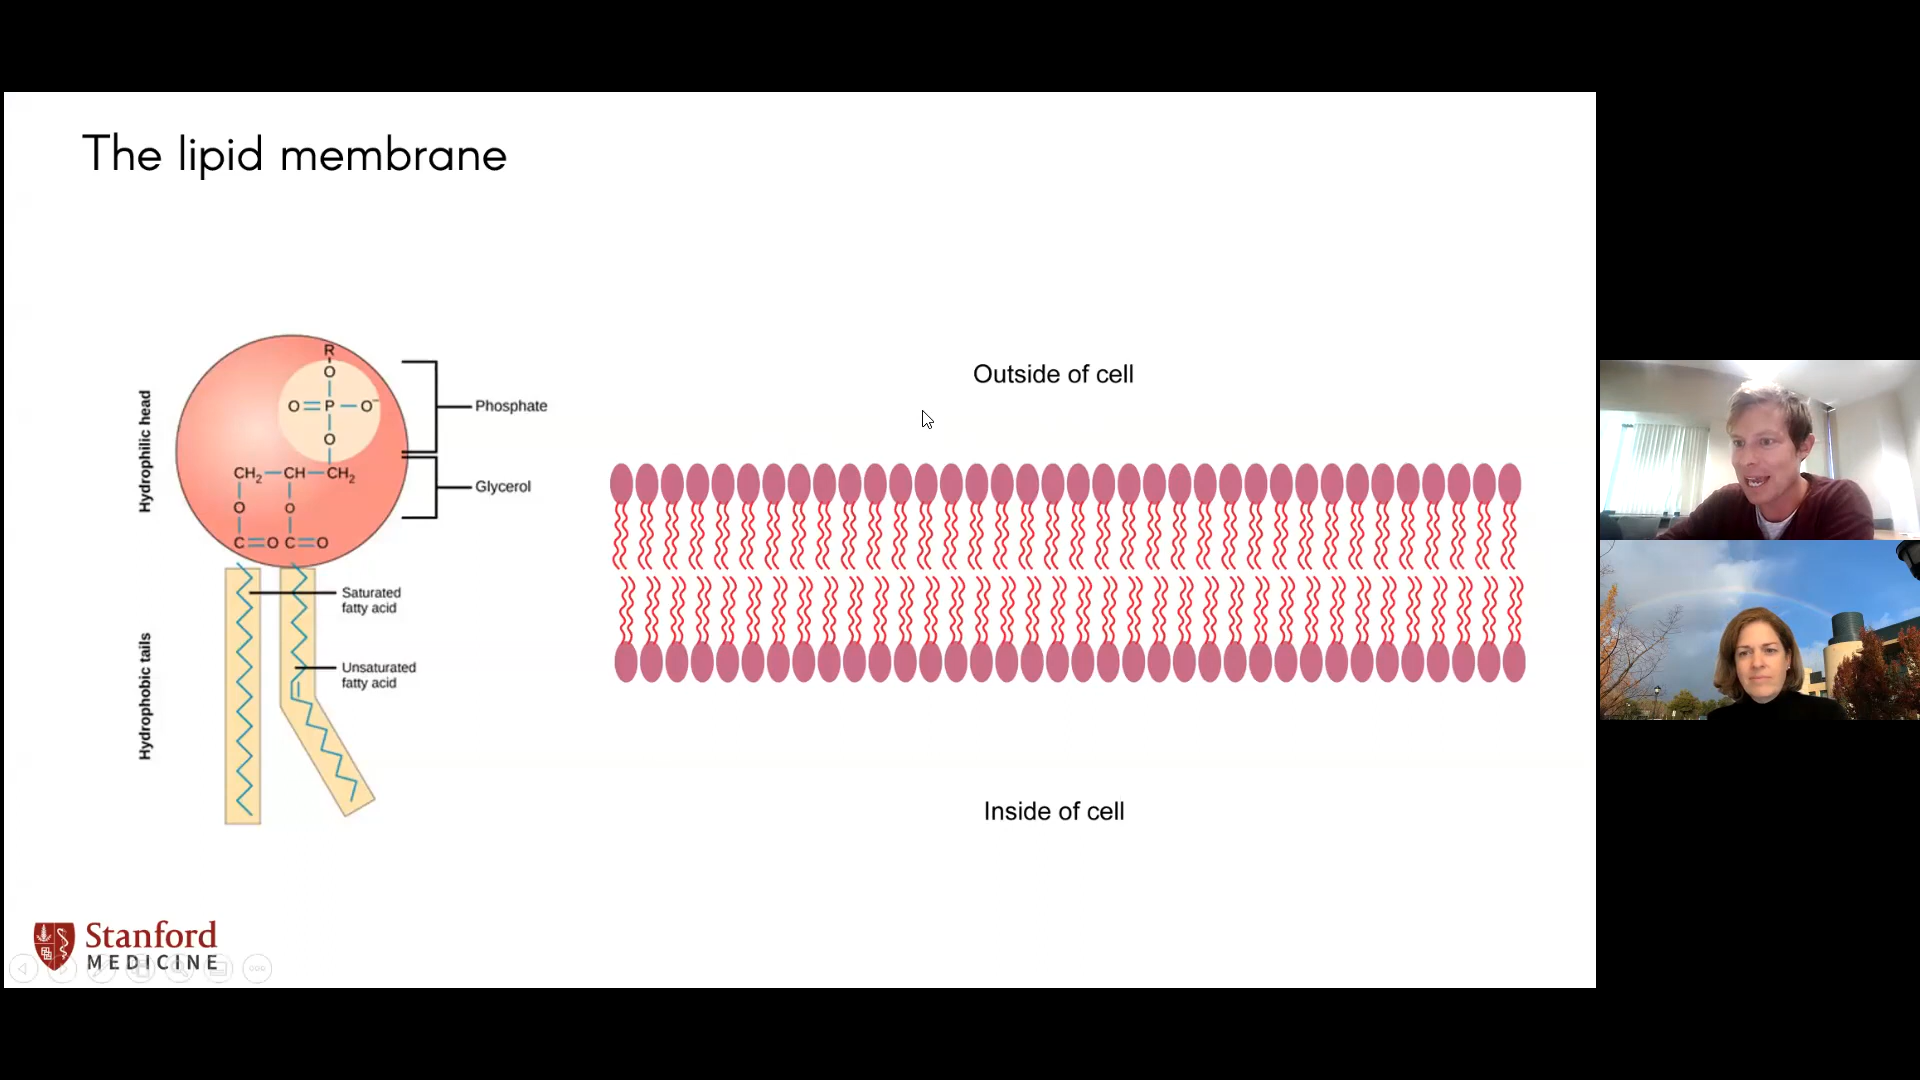 The lipid membrane
Hydrophilic head
Hydrophobic tails
R
O
O=P—O⁻
O
CH₂—CH—CH₂
O O
C=O C=O
Phosphate
Glycerol
Saturated
fatty acid
Unsaturated
fatty acid
Outside of cell
Inside of cell
Stanford
MEDICINE